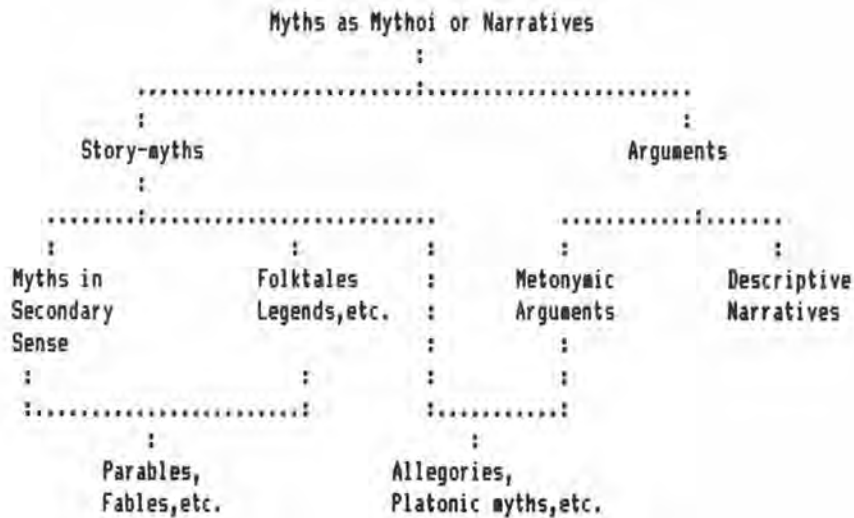 Myths as Mythoi or Narratives
Story-myths
Arguments
Myths in
Secondary
Sense
Folktales
Legends,etc.
Metonymic
Arguments
Descriptive
Narratives
Parables,
Fables,etc.
Allegories,
Platonic myths,etc.